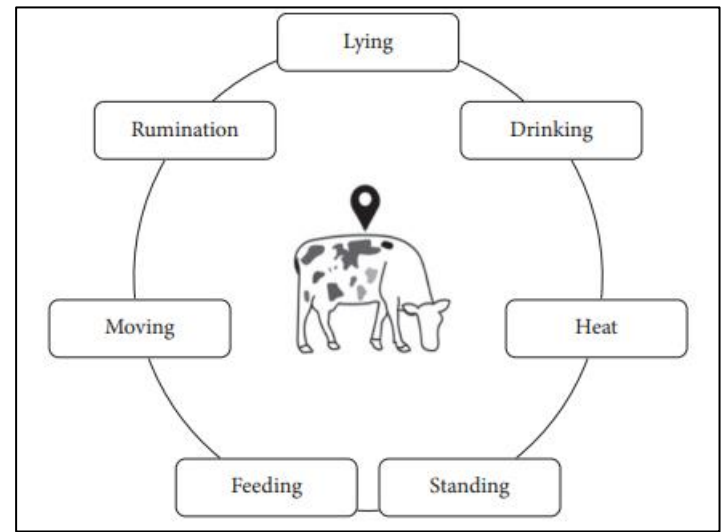 Lying
Rumination
Drinking
Moving
Heat
Feeding
Standing